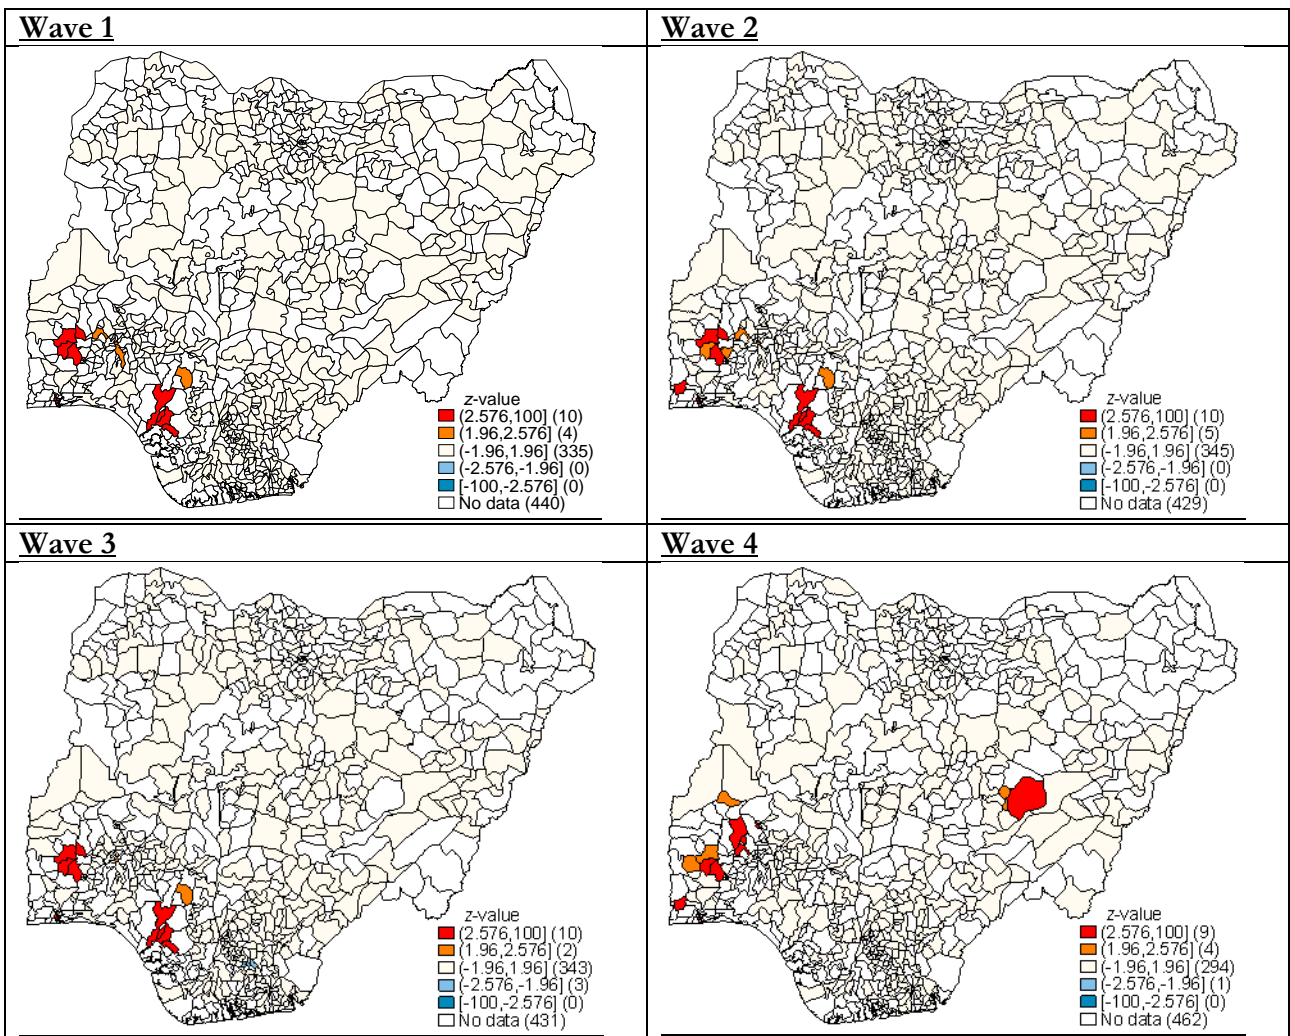 Wave 1
z-value
(2.576,100] (10)
(1.96,2.576] (4)
(-1.96,1.96] (335)
(-2.576,-1.96] (0)
[-100,-2.576] (0)
No data (440)
Wave 2
z-value
(2.576,100] (10)
(1.96,2.576] (5)
(-1.96,1.96] (345)
(-2.576,-1.96] (0)
[-100,-2.576] (0)
No data (429)
Wave 3
z-value
(2.576,100] (10)
(1.96,2.576] (2)
(-1.96,1.96] (343)
(-2.576,-1.96] (3)
[-100,-2.576] (0)
No data (431)
Wave 4
z-value
(2.576,100] (9)
(1.96,2.576] (4)
(-1.96,1.96] (294)
(-2.576,-1.96] (1)
[-100,-2.576] (0)
No data (462)